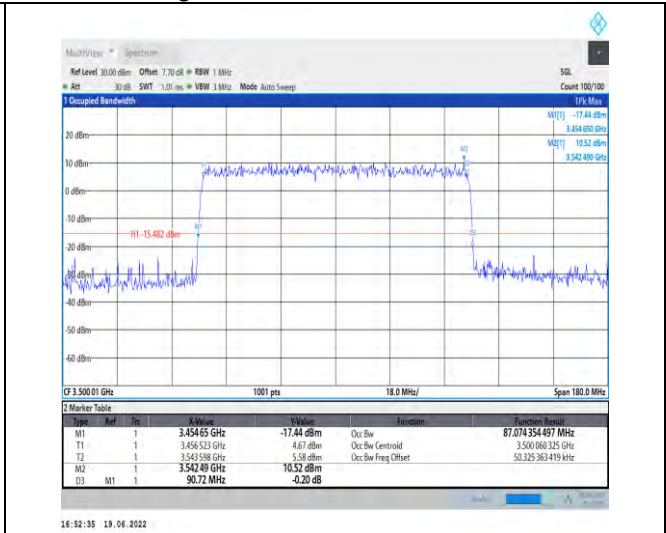 MultiView Spectrum
Ref Level 30.00 dBm Offset 7.70 dB RBW 1 MHz SGL
Att 30 dB SWT 1.01 ms VBW 3 MHz Mode Auto Sweep Count 100/100
1 Occupied Bandwidth 1Pk Max
M1[1] -17.44 dBm
3.454 650 GHz
20 dBm
M2[1] 10.52 dBm
3.542 490 GHz
M2
10 dBm
0 dBm
-10 dBm
M1
H1 -15.482 dBm
-20 dBm
-40 dBm
-50 dBm
-60 dBm
CF 3.500 01 GHz 1001 pts 18.0 MHz/ Span 180.0 MHz
2 Marker Table
Type Ref Trc X-Value Y-Value Function Function Result
M1 1 3.454 65 GHz -17.44 dBm Occ Bw 87.074 354 497 MHz
T1 1 3.456 523 GHz 4.67 dBm Occ Bw Centroid 3.500 060 325 GHz
T2 1 3.543 598 GHz 5.58 dBm Occ Bw Freq Offset 50.325 363 419 kHz
M2 1 3.542 49 GHz 10.52 dBm
D3 M1 1 90.72 MHz -0.20 dB
16:52:35 19.06.2022